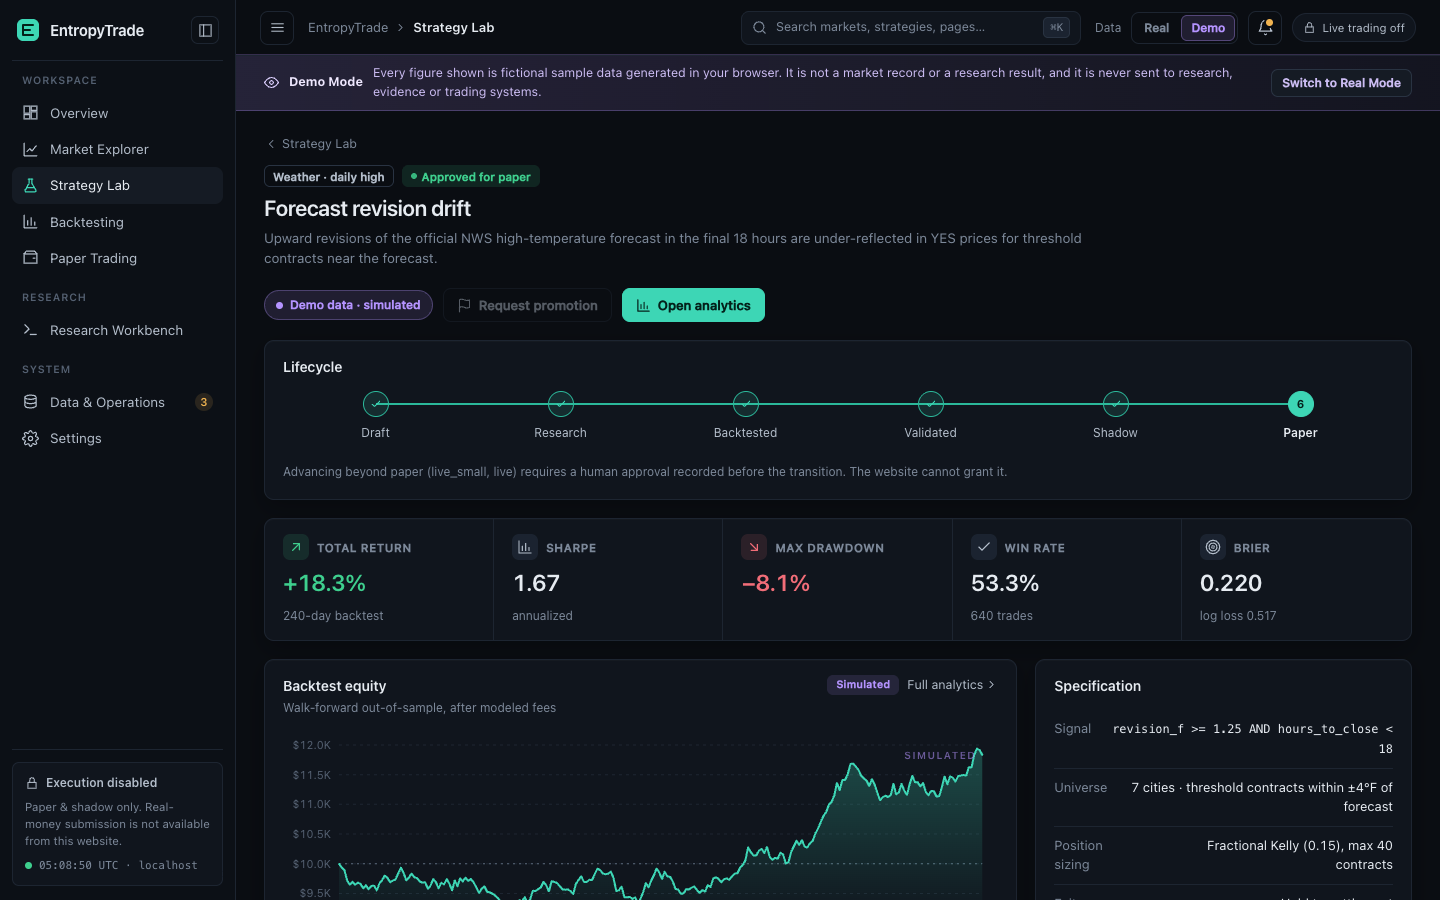 EntropyTrade
WORKSPACE
Overview
Market Explorer
Strategy Lab
Backtesting
Paper Trading
RESEARCH
Research Workbench
SYSTEM
Data & Operations 3
Settings
Execution disabled
Paper & shadow only. Real-
money submission is not available
from this website.
05:08:50 UTC · localhost
EntropyTrade > Strategy Lab
Search markets, strategies, pages... ⌘K
Data Real Demo
Live trading off
Demo Mode
Every figure shown is fictional sample data generated in your browser. It is not a market record or a research result, and it is never sent to research,
evidence or trading systems.
Switch to Real Mode
Strategy Lab
Weather · daily high
Approved for paper
Forecast revision drift
Upward revisions of the official NWS high-temperature forecast in the final 18 hours are under-reflected in YES prices for threshold
contracts near the forecast.
Demo data · simulated
Request promotion
Open analytics
Lifecycle
6
Draft Research Backtested Validated Shadow Paper
Advancing beyond paper (live_small, live) requires a human approval recorded before the transition. The website cannot grant it.
TOTAL RETURN
+18.3%
240-day backtest
SHARPE
1.67
annualized
MAX DRAWDOWN
−8.1%
WIN RATE
53.3%
640 trades
BRIER
0.220
log loss 0.517
Backtest equity
Simulated
Full analytics >
Walk-forward out-of-sample, after modeled fees
SIMULATED
$12.0K
$11.5K
$11.0K
$10.5K
$10.0K
$9.5K
Specification
Signal revision_f >= 1.25 AND hours_to_close <
18
Universe 7 cities · threshold contracts within ±4°F of
forecast
Position Fractional Kelly (0.15), max 40
sizing contracts